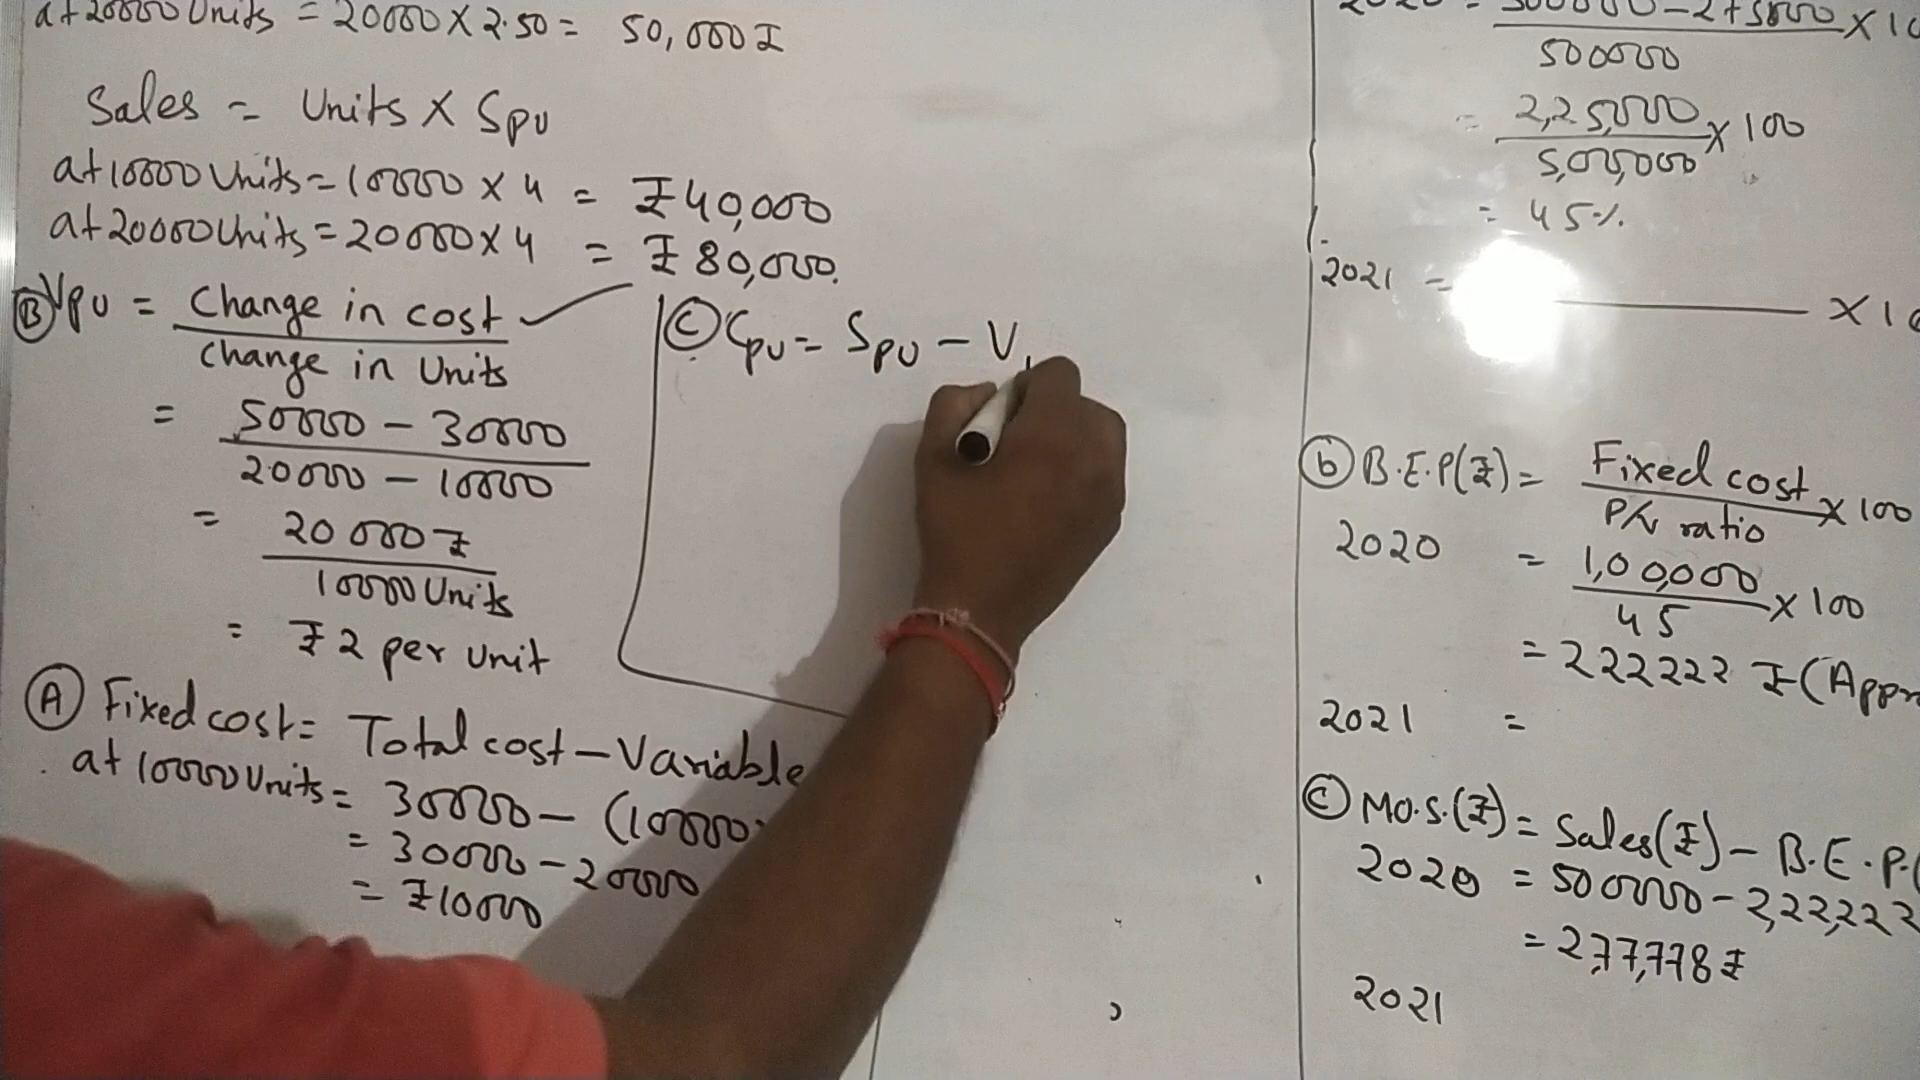 at 20000 Units = 20000 X 2.50 = 50,000 ₹
Sales = Units X SPU
at 10000 Units = 10000 X 4 = ₹40,000
at 20000 Units = 20000 X 4 = ₹80,000.
Ⓑ VPU = Change in cost
Change in Units
= 50000 - 30000
20000 - 10000
= 20000 ₹
10000 Units
= ₹2 per unit
Ⓐ Fixed cost = Total cost - Variable
at 10000 Units = 30000 - (10000
= 30000 - 20000
= ₹10000
Ⓒ CPU = SPU - V
500000
= 2,25,000 X 100
5,00,000
= 45%
2021 = X 10
ⓑ B.E.P(₹) = Fixed cost X 100
P/V ratio
2020 = 1,00,000 X 100
45
= 222222 ₹ (Appr
2021 =
Ⓒ M.O.S.(₹) = Sales(₹) - B.E.P.(
2020 = 500000 - 2,22,222
= 2,77,778 ₹
2021